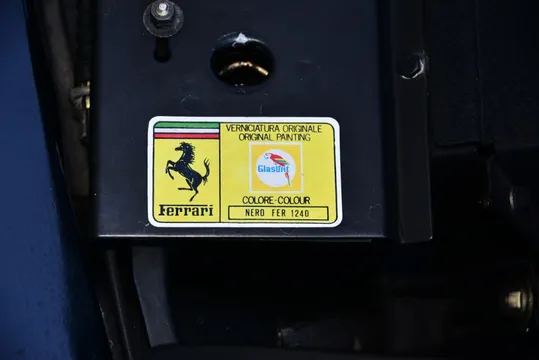 VERNICIATURA ORIGINALE
ORIGINAL PAINTING
Glasurit
COLORE-COLOUR
NERO FER 1240
Ferrari